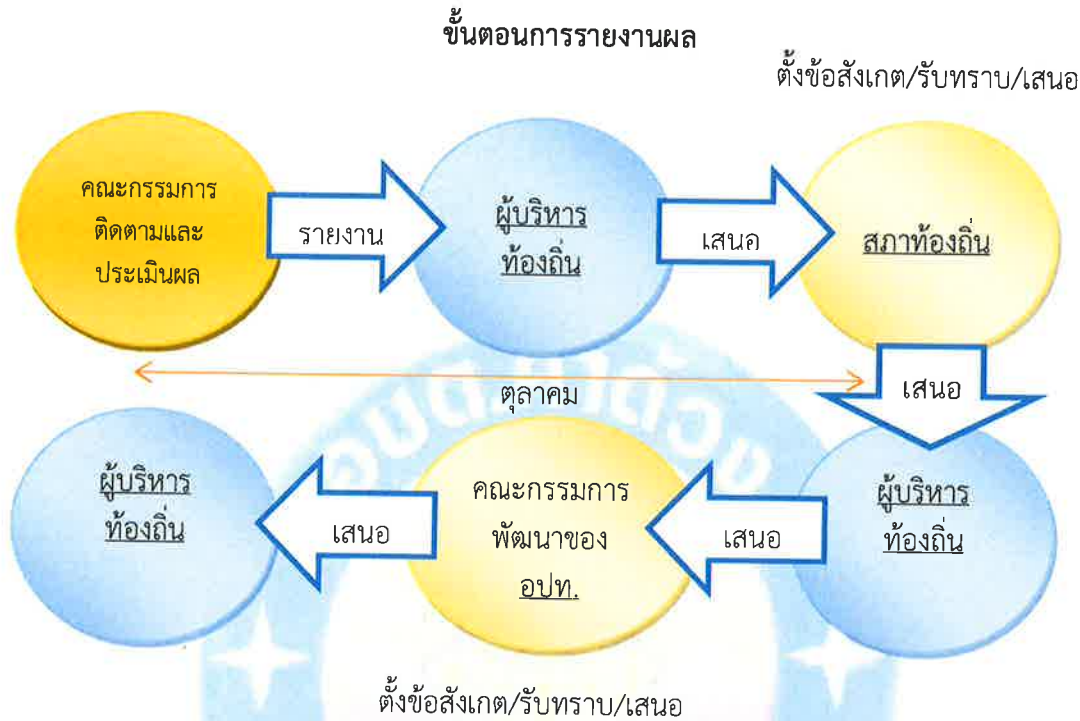 ขั้นตอนการรายงานผล
ตั้งข้อสังเกต/รับทราบ/เสนอ
คณะกรรมการ
ติดตามและ
ประเมินผล
รายงาน
ผู้บริหาร
ท้องถิ่น
เสนอ
สภาท้องถิ่น
ตุลาคม
เสนอ
ผู้บริหาร
ท้องถิ่น
เสนอ
คณะกรรมการ
พัฒนาของ
อปท.
เสนอ
ผู้บริหาร
ท้องถิ่น
ตั้งข้อสังเกต/รับทราบ/เสนอ